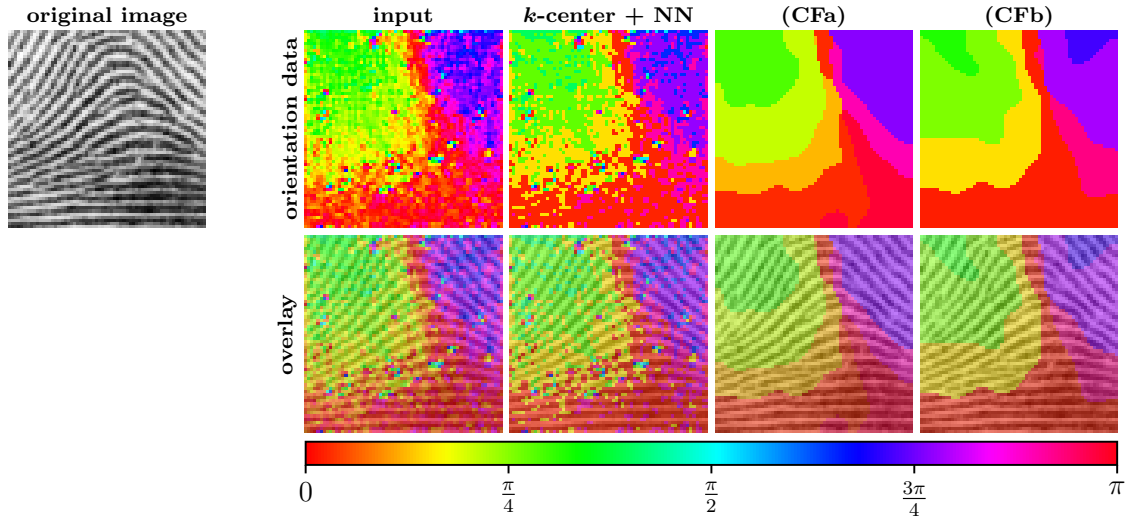 original image
input
k-center + NN
(CFa)
(CFb)
orientation data
overlay
0
π/4
π/2
3π/4
π